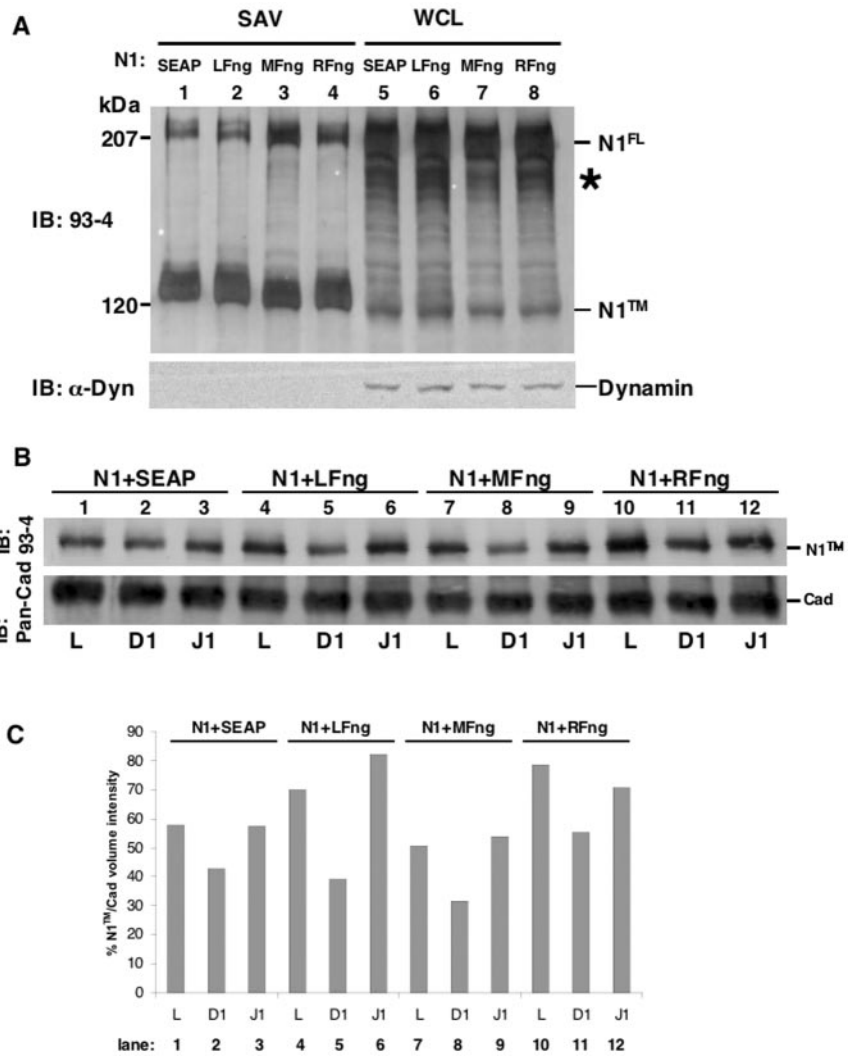 A
SAV WCL
N1: SEAP LFng MFng RFng SEAP LFng MFng RFng
kDa 1 2 3 4 5 6 7 8
207
N1FL
*
IB: 93-4
120
N1TM
IB: α-Dyn
Dynamin
B
N1+SEAP N1+LFng N1+MFng N1+RFng
1 2 3 4 5 6 7 8 9 10 11 12
IB: 93-4
N1TM
IB: Pan-Cad
Cad
L D1 J1 L D1 J1 L D1 J1 L D1 J1
C
N1+SEAP N1+LFng N1+MFng N1+RFng
% N1TM/Cad volume intensity
90
80
70
60
50
40
30
20
10
0
L D1 J1 L D1 J1 L D1 J1 L D1 J1
lane: 1 2 3 4 5 6 7 8 9 10 11 12